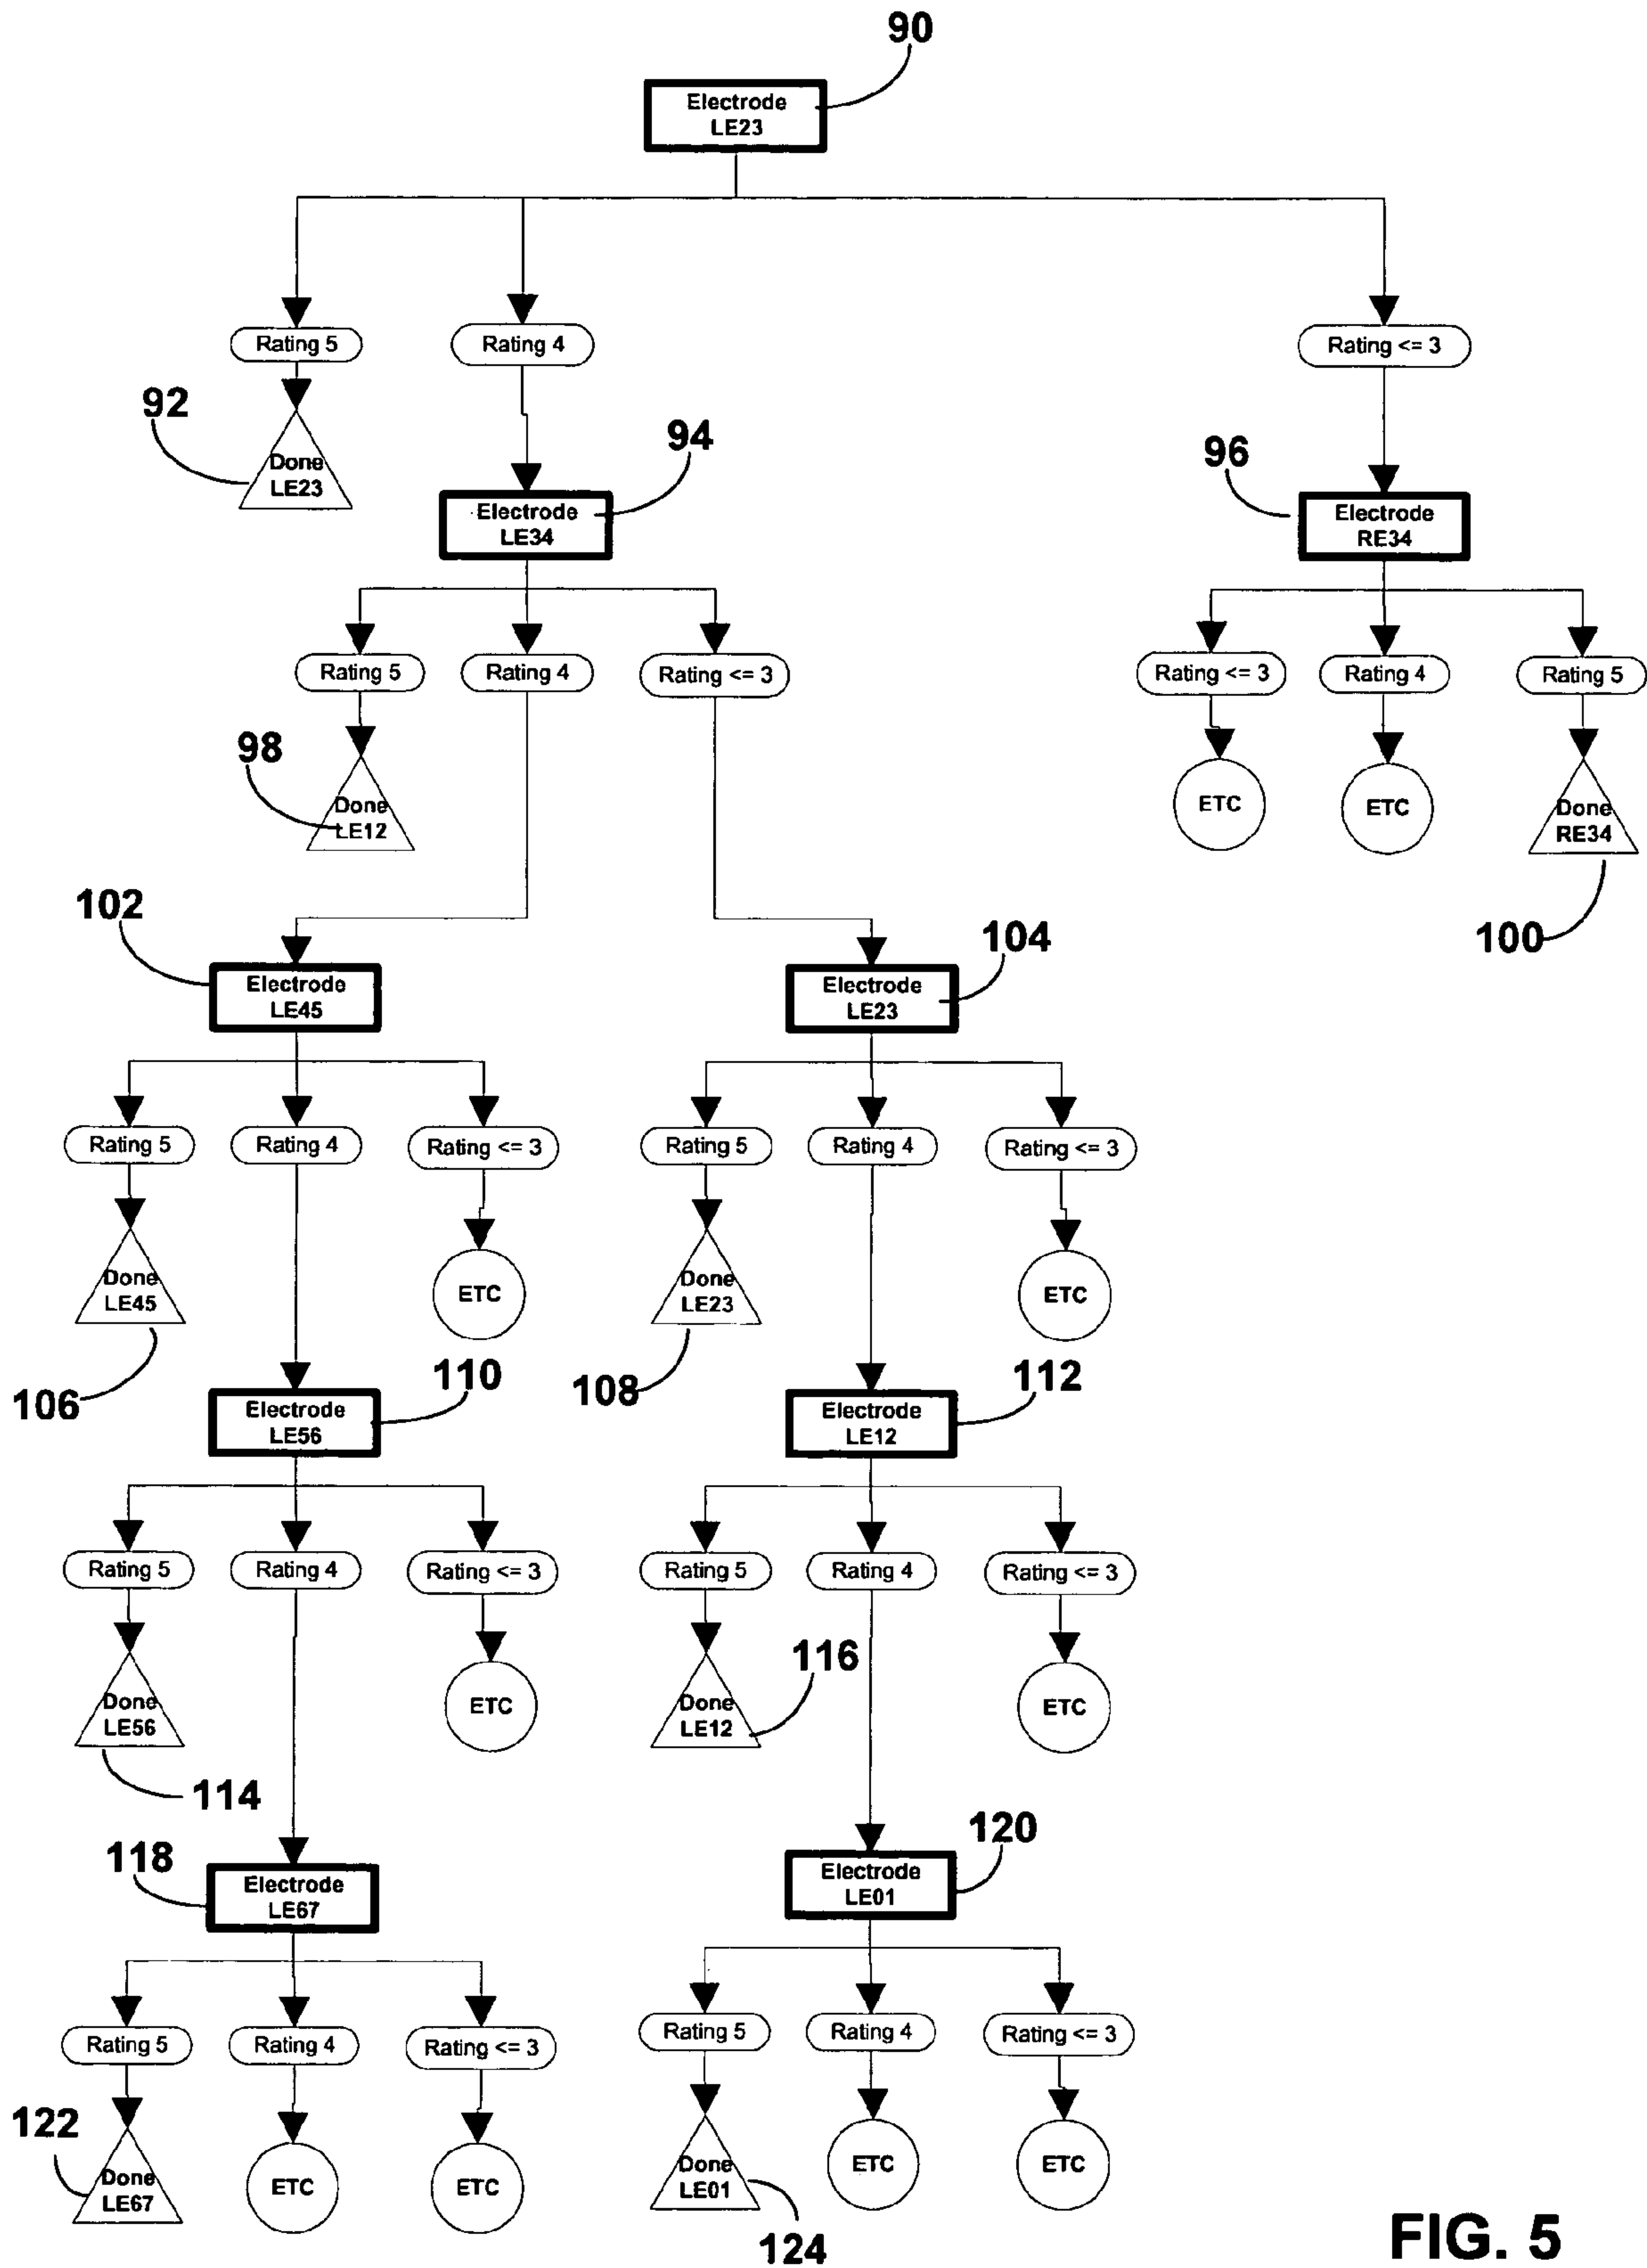 90
Electrode
LE23
Rating 5
Rating 4
Rating <= 3
92
Done
LE23
94
Electrode
LE34
96
Electrode
RE34
Rating 5
Rating 4
Rating <= 3
Rating <= 3
Rating 4
Rating 5
98
Done
LE12
ETC
ETC
Done
RE34
100
102
Electrode
LE45
104
Electrode
LE23
Rating 5
Rating 4
Rating <= 3
Rating 5
Rating 4
Rating <= 3
Done
LE45
ETC
Done
LE23
ETC
106
110
Electrode
LE56
108
112
Electrode
LE12
Rating 5
Rating 4
Rating <= 3
Rating 5
Rating 4
Rating <= 3
Done
LE56
ETC
116
Done
LE12
ETC
114
118
Electrode
LE67
120
Electrode
LE01
Rating 5
Rating 4
Rating <= 3
Rating 5
Rating 4
Rating <= 3
122
Done
LE67
ETC
ETC
Done
LE01
ETC
ETC
124
FIG. 5